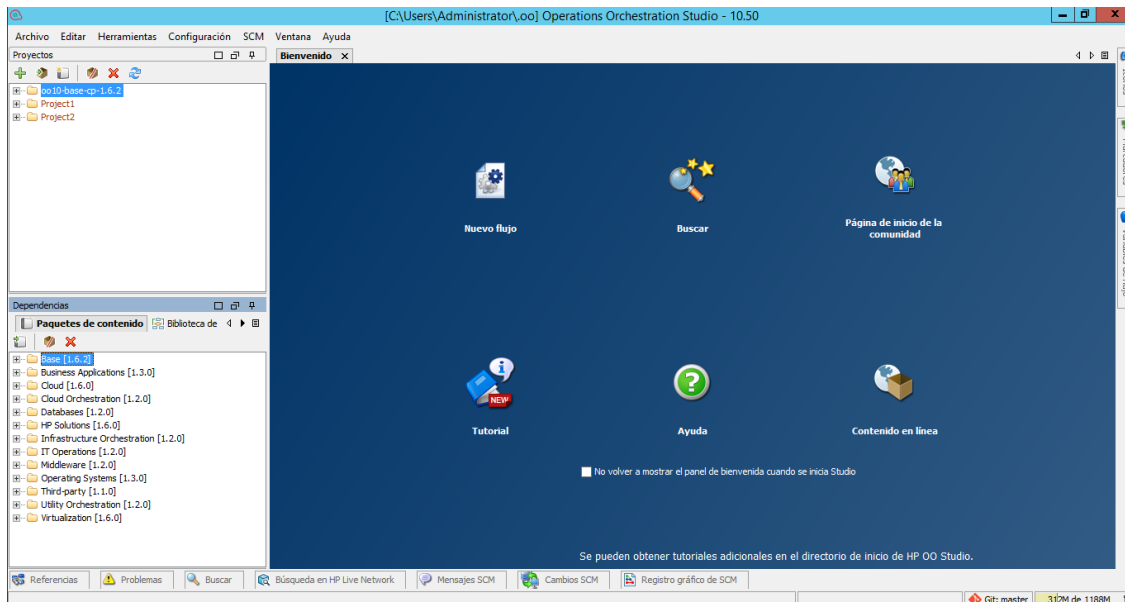 [C:\Users\Administrator\.oo] Operations Orchestration Studio - 10.50
Archivo Editar Herramientas Configuración SCM Ventana Ayuda
Proyectos
Bienvenido
oo10-base-cp-1.6.2
Project1
Project2
Nuevo flujo
Buscar
Página de inicio de la
comunidad
Dependencias
Paquetes de contenido Biblioteca de
Base [1.6.2]
Business Applications [1.3.0]
Cloud [1.6.0]
Cloud Orchestration [1.2.0]
Databases [1.2.0]
HP Solutions [1.6.0]
Infrastructure Orchestration [1.2.0]
IT Operations [1.2.0]
Middleware [1.2.0]
Operating Systems [1.3.0]
Third-party [1.1.0]
Utility Orchestration [1.2.0]
Virtualization [1.6.0]
NEW
Tutorial
Ayuda
Contenido en línea
No volver a mostrar el panel de bienvenida cuando se inicia Studio
Se pueden obtener tutoriales adicionales en el directorio de inicio de HP OO Studio.
Referencias Problemas Buscar Búsqueda en HP Live Network Mensajes SCM Cambios SCM Registro gráfico de SCM
Git: master 312M de 1188M